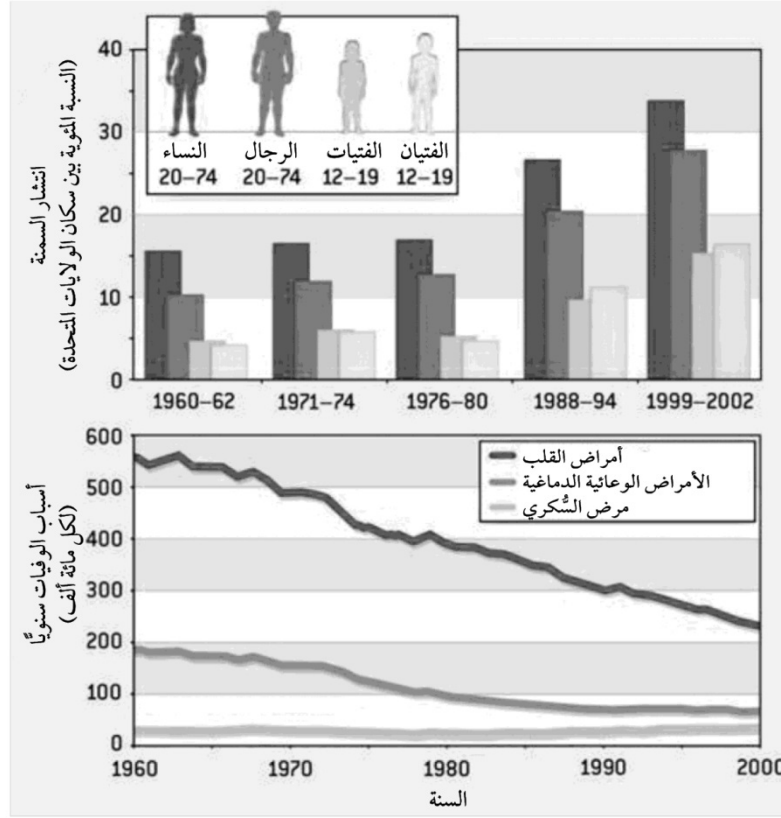 انتشار السمنة
(النسبة المئوية بين سكان الولايات المتحدة)
40
30
20
10
0
النساء الرجال الفتيات الفتيان
20–74 20–74 12–19 12–19
1960–62 1971–74 1976–80 1988–94 1999–2002
أسباب الوفيات سنويًّا
(لكل مائة ألف)
600
500
400
300
200
100
0
أمراض القلب
الأمراض الوعائية الدماغية
مرض السُّكري
1960 1970 1980 1990 2000
السنة